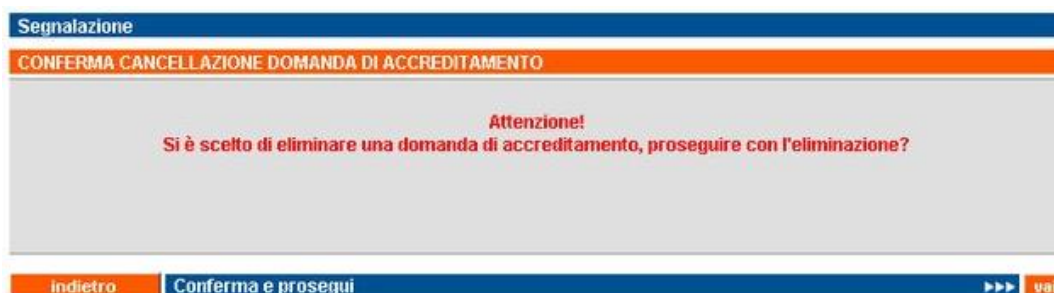 Segnalazione
CONFERMA CANCELLAZIONE DOMANDA DI ACCREDITAMENTO
Attenzione!
Si è scelto di eliminare una domanda di accreditamento, proseguire con l'eliminazione?
indietro
Conferma e prosegui